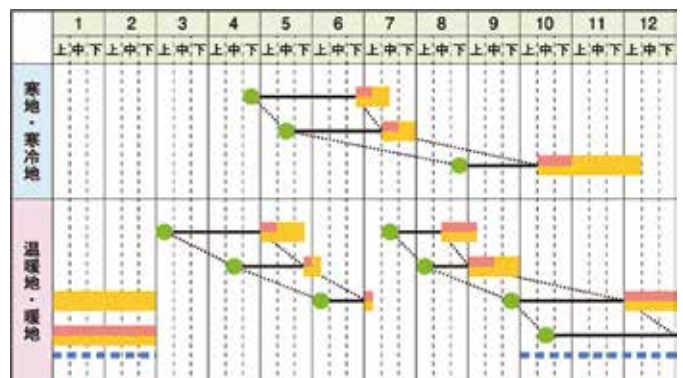 1 2 3 4 5 6 7 8 9 10 11 12
上中下 上中下 上中下 上中下 上中下 上中下 上中下 上中下 上中下 上中下 上中下 上中下
寒地・寒冷地
温暖地・暖地